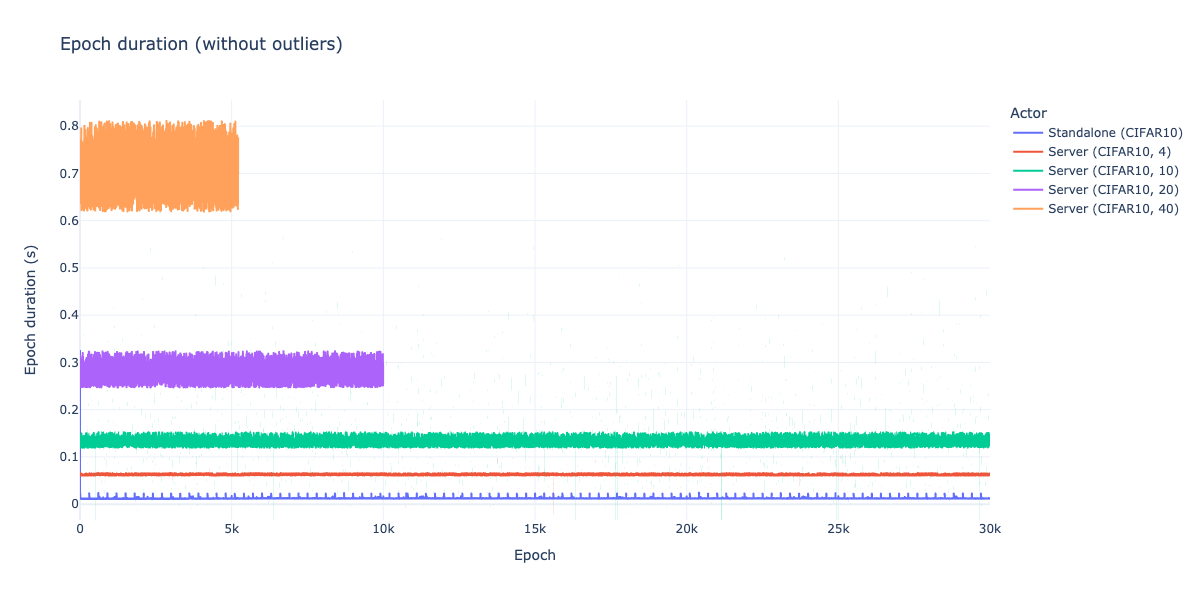 Epoch duration (without outliers)
Actor
Standalone (CIFAR10)
Server (CIFAR10, 4)
Server (CIFAR10, 10)
Server (CIFAR10, 20)
Server (CIFAR10, 40)
Epoch duration (s)
0.8
0.7
0.6
0.5
0.4
0.3
0.2
0.1
0
0
5k
10k
15k
20k
25k
30k
Epoch